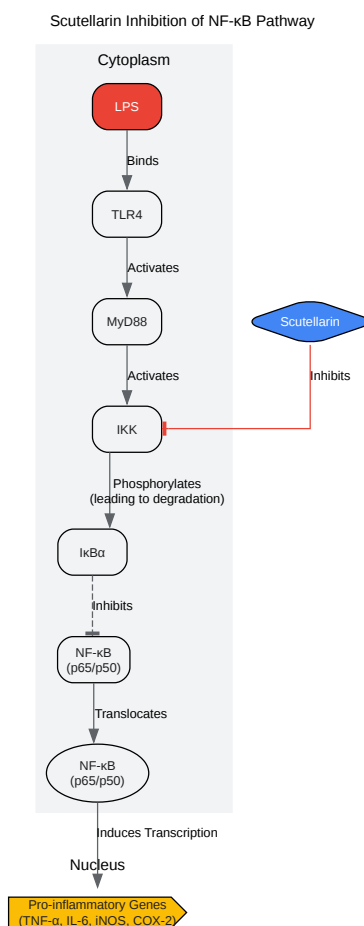 Scutellarin Inhibition of NF-κB Pathway
Cytoplasm
LPS
Binds
TLR4
Activates
MyD88
Scutellarin
Activates
Inhibits
IKK
Phosphorylates
(leading to degradation)
IκBα
Inhibits
NF-κB
(p65/p50)
Translocates
NF-κB
(p65/p50)
Induces Transcription
Nucleus
Pro-inflammatory Genes
(TNF-α, IL-6, iNOS, COX-2)